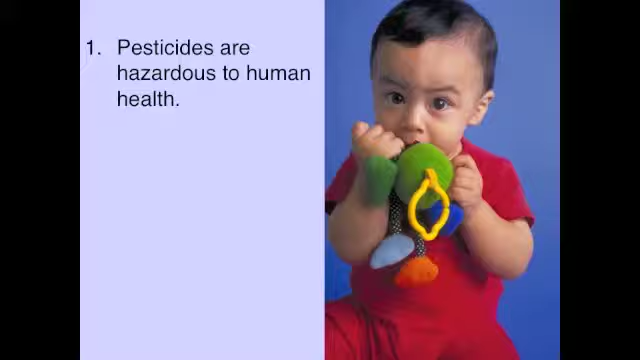 1. Pesticides are
hazardous to human
health.